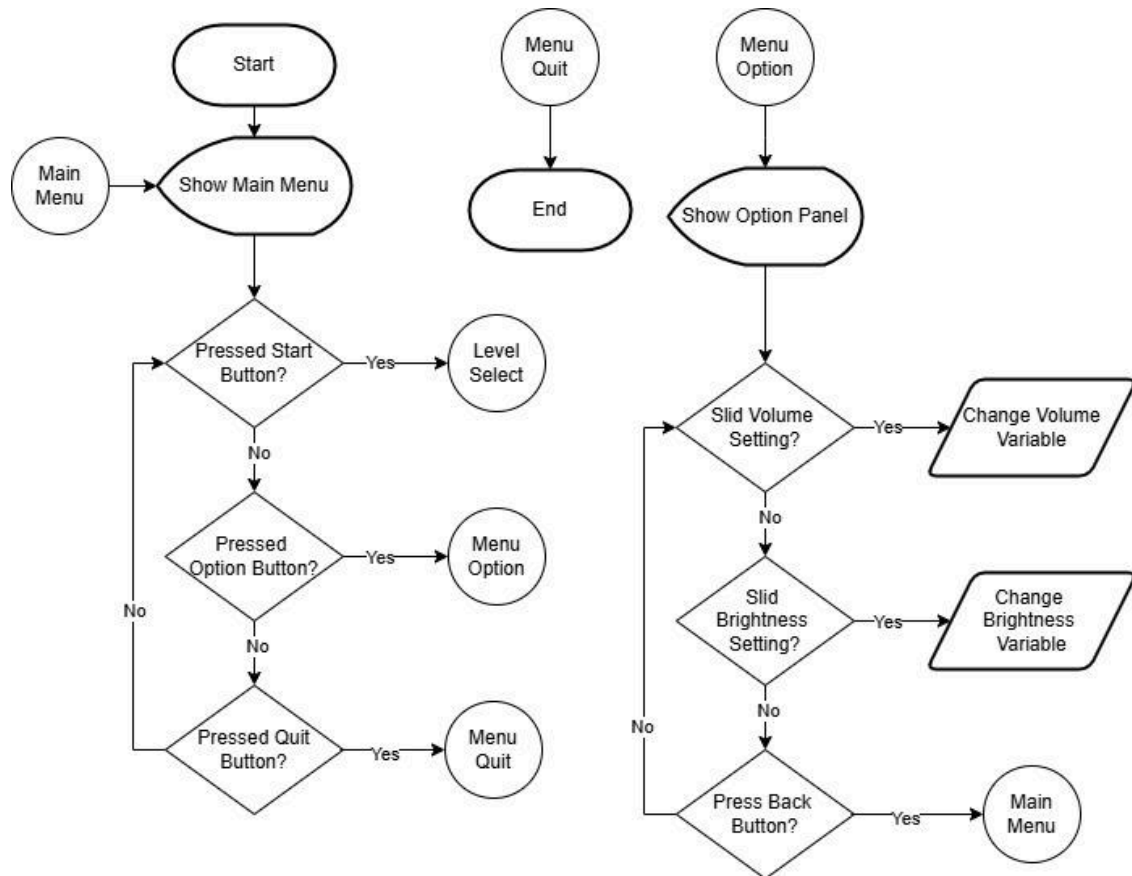 Start
Main
Menu
Show Main Menu
Pressed Start
Button?
Yes
Level
Select
No
Pressed
Option Button?
Yes
Menu
Option
No
No
Pressed Quit
Button?
Yes
Menu
Quit
Menu
Quit
End
Menu
Option
Show Option Panel
Slid Volume
Setting?
Yes
Change Volume
Variable
No
Slid
Brightness
Setting?
Yes
Change
Brightness
Variable
No
No
Press Back
Button?
Yes
Main
Menu